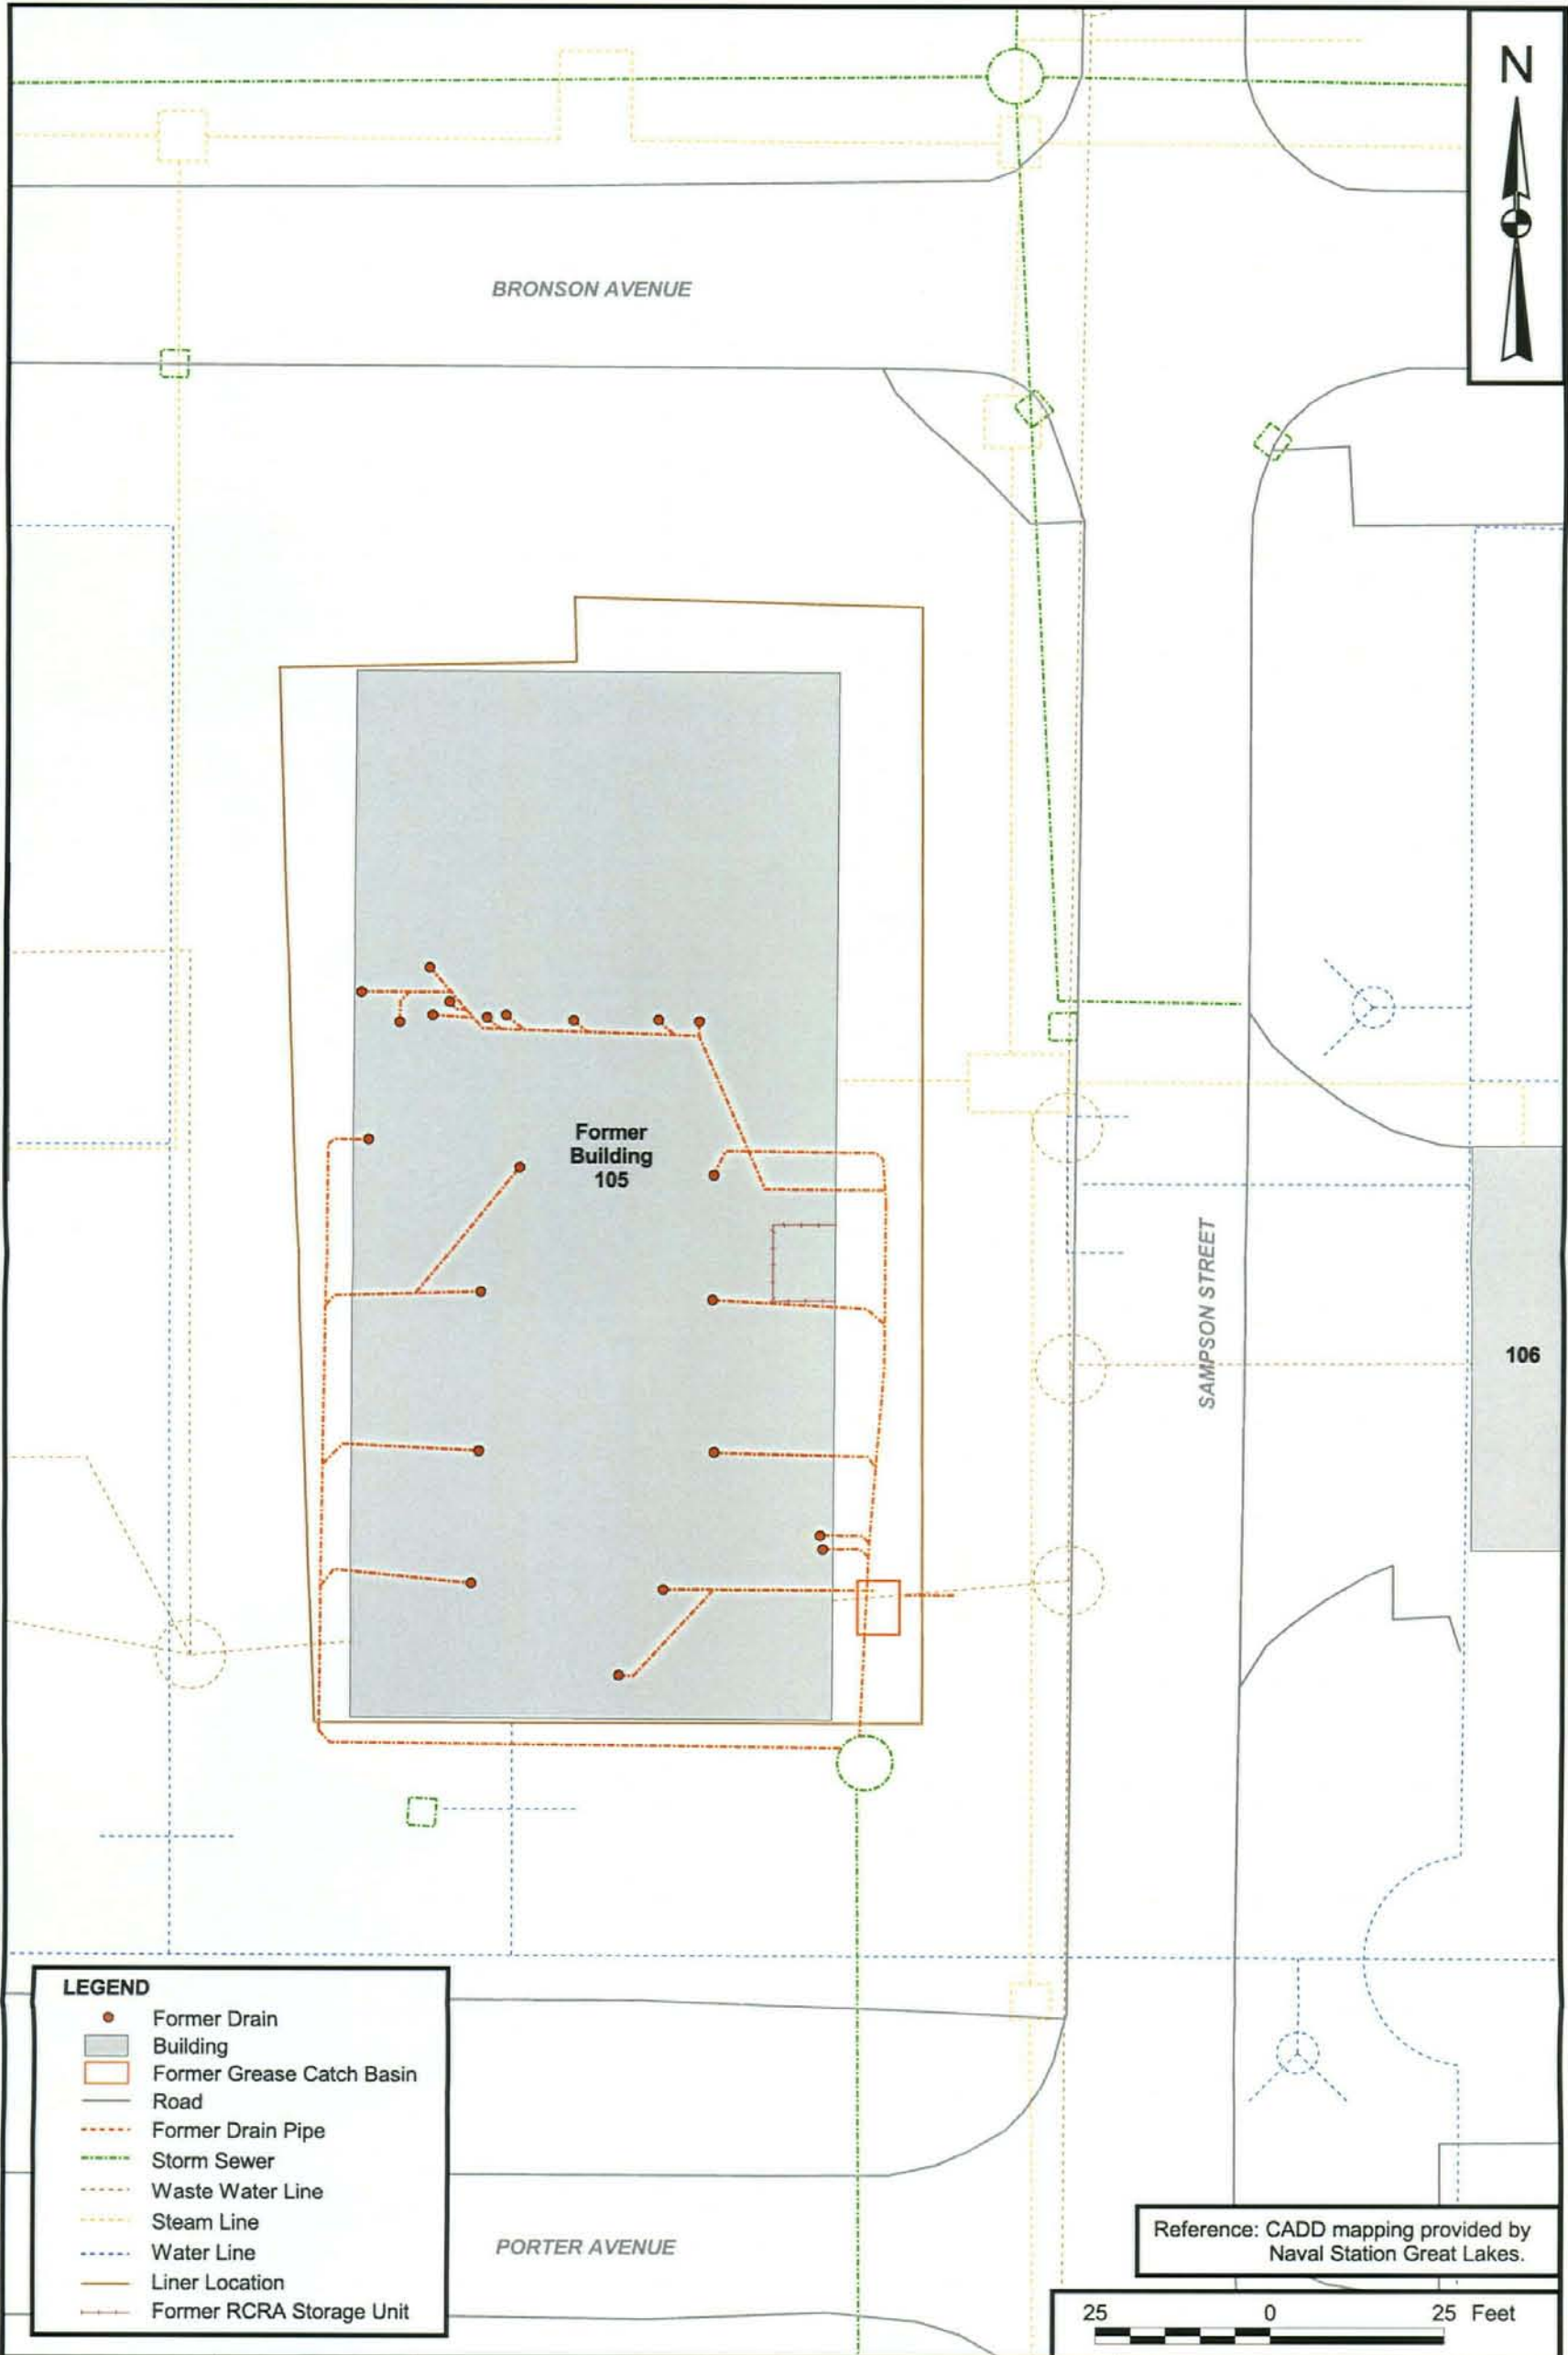 N
BRONSON AVENUE
Former
Building
105
SAMPSON STREET
106
LEGEND
Former Drain
Building
Former Grease Catch Basin
Road
Former Drain Pipe
Storm Sewer
Waste Water Line
Steam Line
Water Line
Liner Location
Former RCRA Storage Unit
PORTER AVENUE
Reference: CADD mapping provided by
Naval Station Great Lakes.
25 0 25 Feet